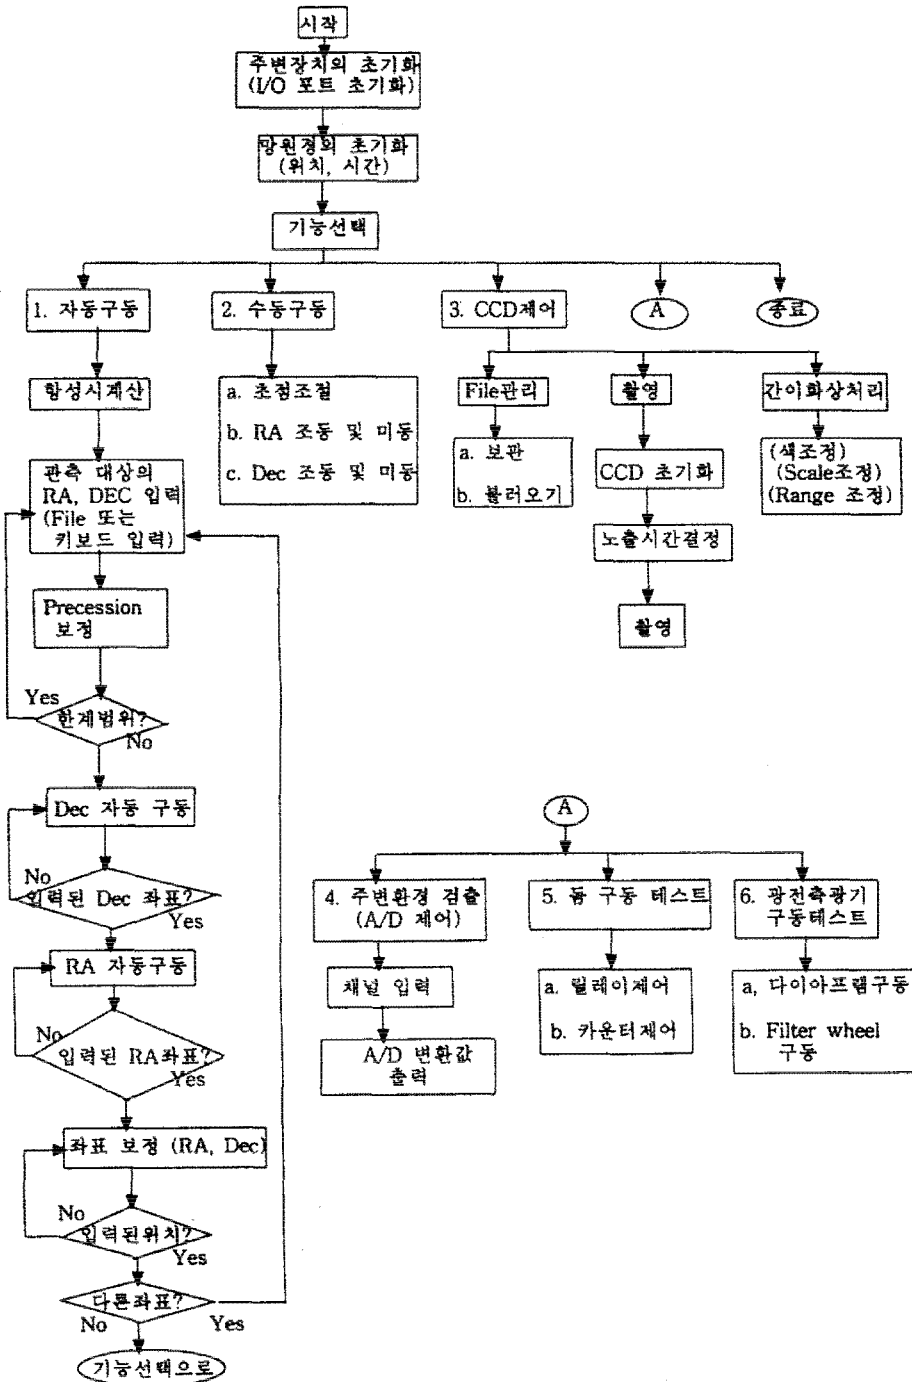 시작
주변장치의 초기화
(I/O 포트 초기화)
망원경의 초기화
(위치, 시간)
기능선택
1. 자동구동
2. 수동구동
3. CCD제어
A
종료
항성시계산
a. 초점조절
b. RA 조동 및 미동
c. Dec 조동 및 미동
File관리
촬영
간이화상처리
a. 보관
b. 불러오기
CCD 초기화
노출시간결정
촬영
(색조정)
(Scale조정)
(Range 조정)
관측 대상의
RA, DEC 입력
(File 또는
키보드 입력)
Precession
보정
Yes
한계범위?
No
Dec 자동 구동
No
입력된 Dec 좌표?
Yes
RA 자동구동
No
입력된 RA좌표?
Yes
좌표 보정 (RA, Dec)
No
입력된위치?
Yes
다른좌표?
No
Yes
기능선택으로
A
4. 주변환경 검출
(A/D 제어)
5. 돔 구동 테스트
6. 광전측광기
구동테스트
채널 입력
A/D 변환값
출력
a. 릴레이제어
b. 카운터제어
a, 다이아프램구동
b. Filter wheel
구동